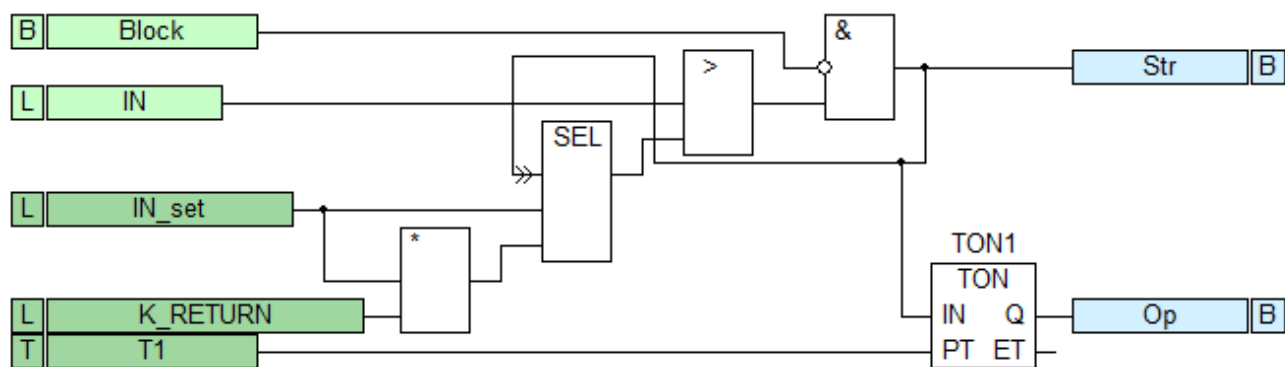 B Block &
> Str B
L IN
SEL
L IN_set
* TON1
TON
L K_RETURN IN Q Op B
T T1 PT ET